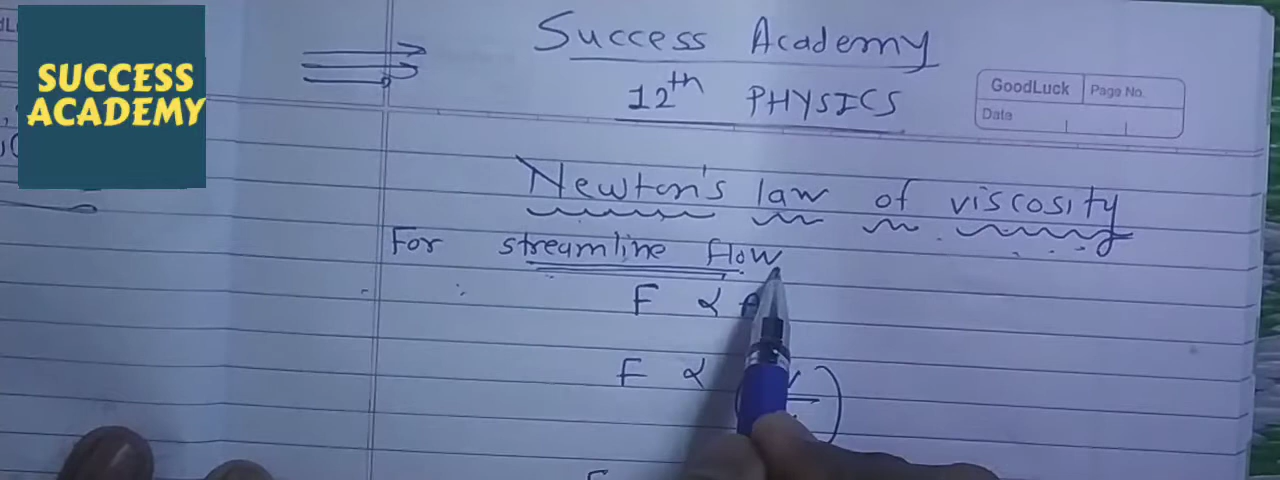 SUCCESS
ACADEMY
Success Academy
12th PHYSICS
GoodLuck Page No.
Date
Newton's law of viscosity
For streamline flow
F ∝
F ∝
F